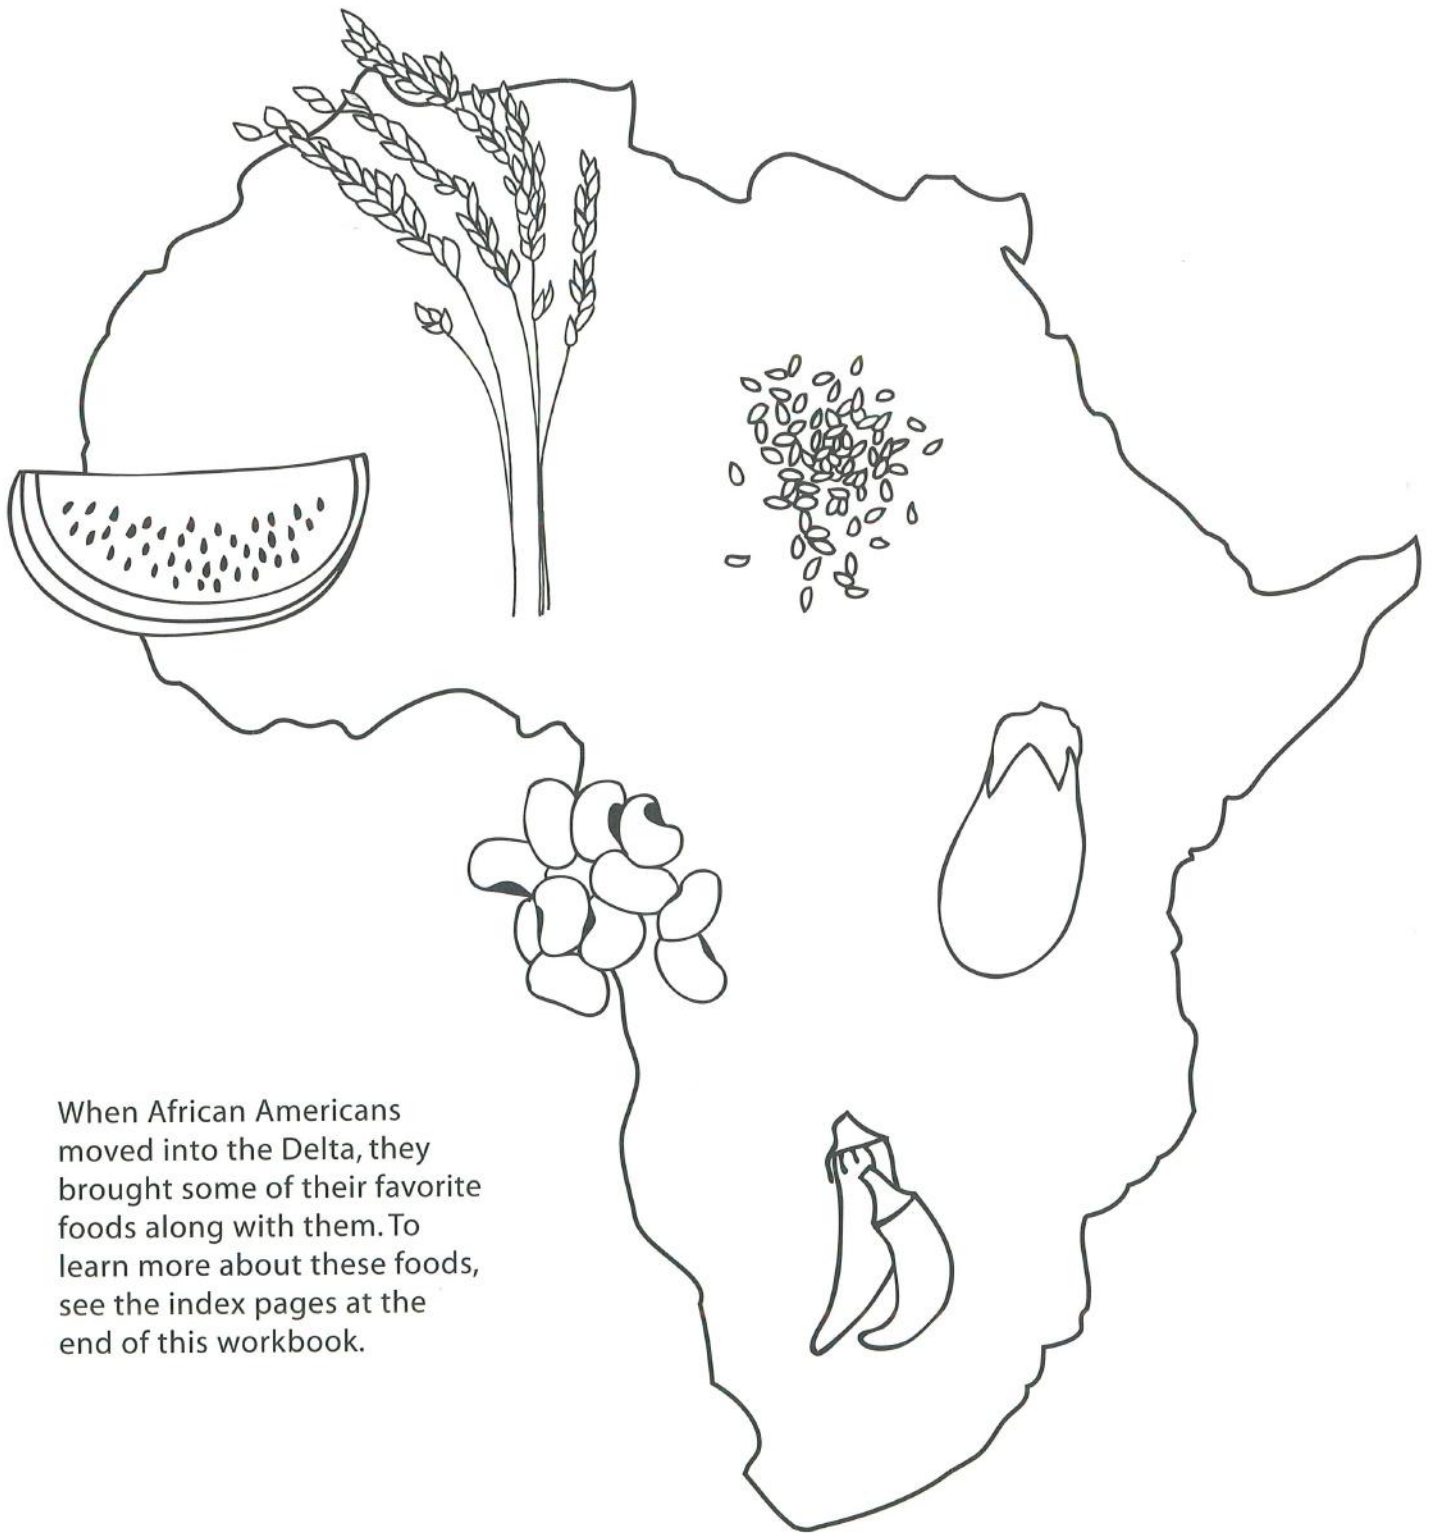 When African Americans
moved into the Delta, they
brought some of their favorite
foods along with them. To
learn more about these foods,
see the index pages at the
end of this workbook.